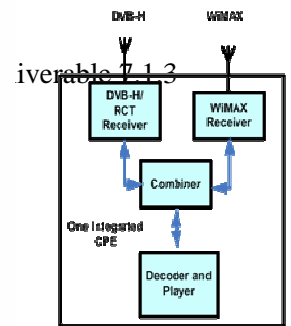 DVB-H WiMAX
iverable 7.1.3
DVB-H/
RCT
Receiver
WiMAX
Receiver
Combiner
One Integrated
CPE
Decoder and
Player